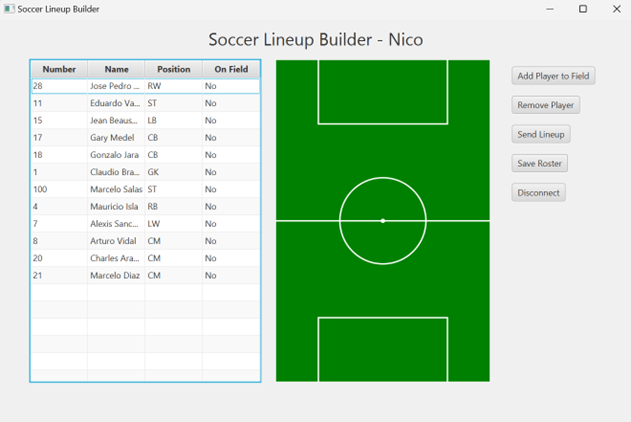 Soccer Lineup Builder
Soccer Lineup Builder - Nico
Number Name Position On Field
28 Jose Pedro ... RW No
11 Eduardo Va... ST No
15 Jean Beaus... LB No
17 Gary Medel CB No
18 Gonzalo Jara CB No
1 Claudio Bra... GK No
100 Marcelo Salas ST No
4 Mauricio Isla RB No
7 Alexis Sanc... LW No
8 Arturo Vidal CM No
20 Charles Ara... CM No
21 Marcelo Diaz CM No
Add Player to Field
Remove Player
Send Lineup
Save Roster
Disconnect